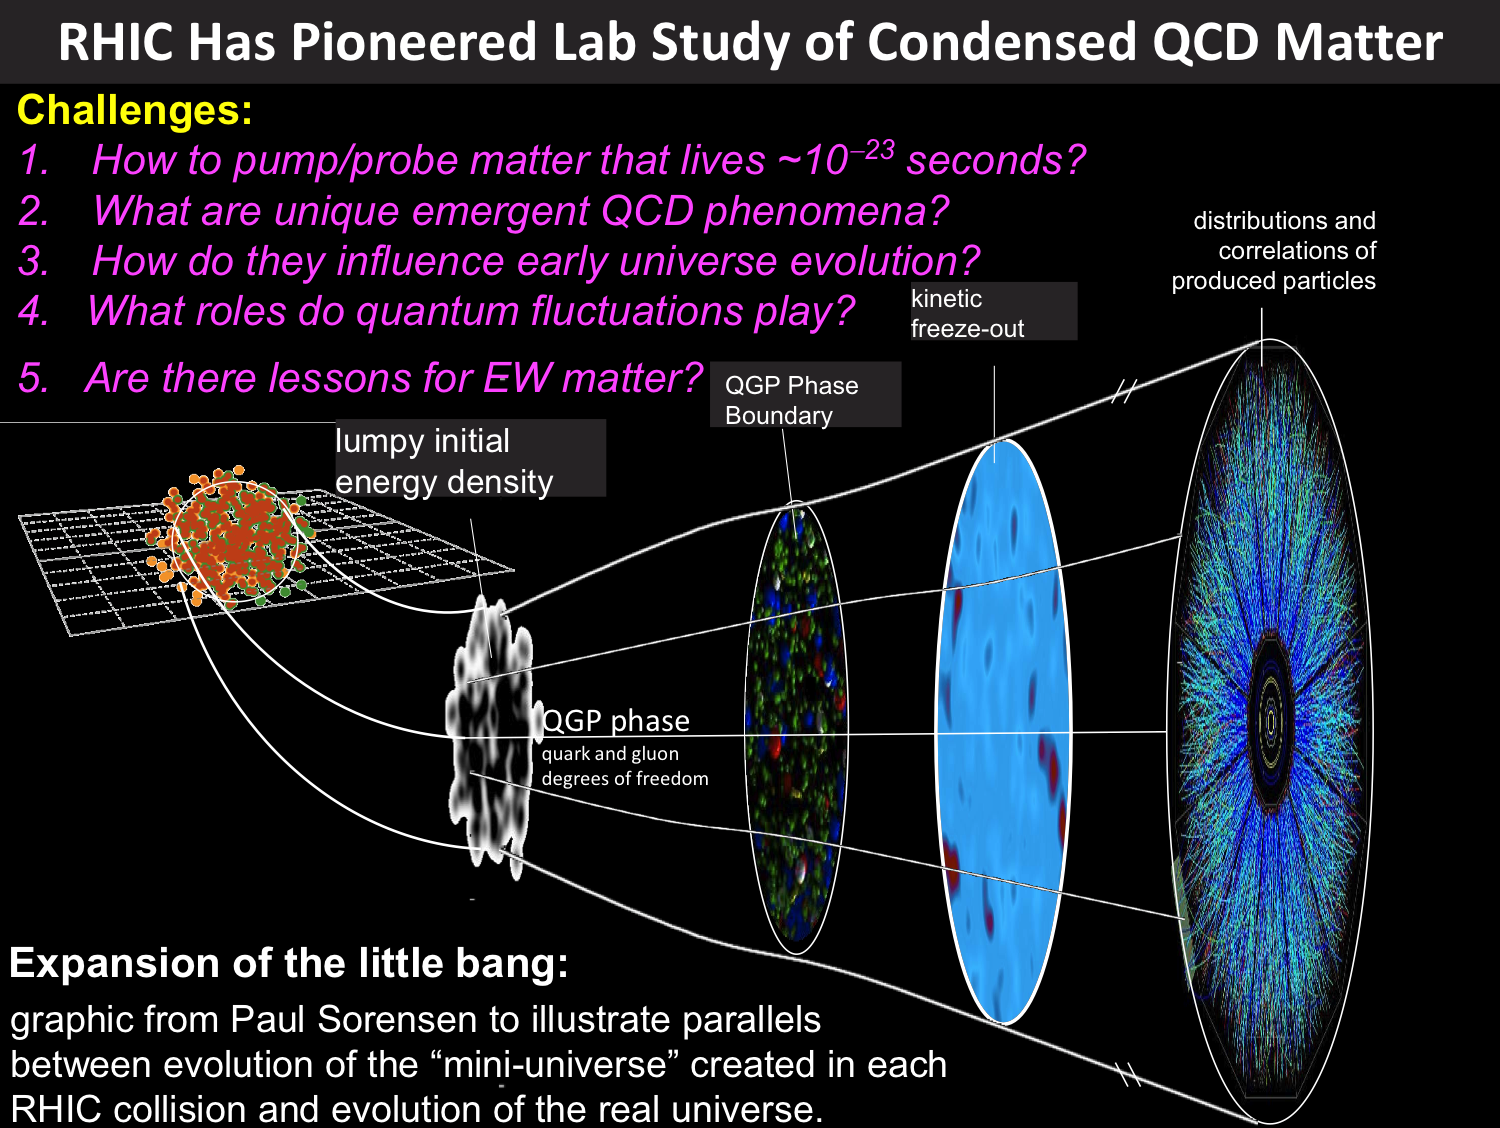 RHIC Has Pioneered Lab Study of Condensed QCD Matter
Challenges:
1. How to pump/probe matter that lives ~10⁻²³ seconds?
2. What are unique emergent QCD phenomena?
3. How do they influence early universe evolution?
4. What roles do quantum fluctuations play?
5. Are there lessons for EW matter?
distributions and
correlations of
produced particles
kinetic
freeze-out
QGP Phase
Boundary
lumpy initial
energy density
QGP phase
quark and gluon
degrees of freedom
Expansion of the little bang:
graphic from Paul Sorensen to illustrate parallels
between evolution of the “mini-universe” created in each
RHIC collision and evolution of the real universe.